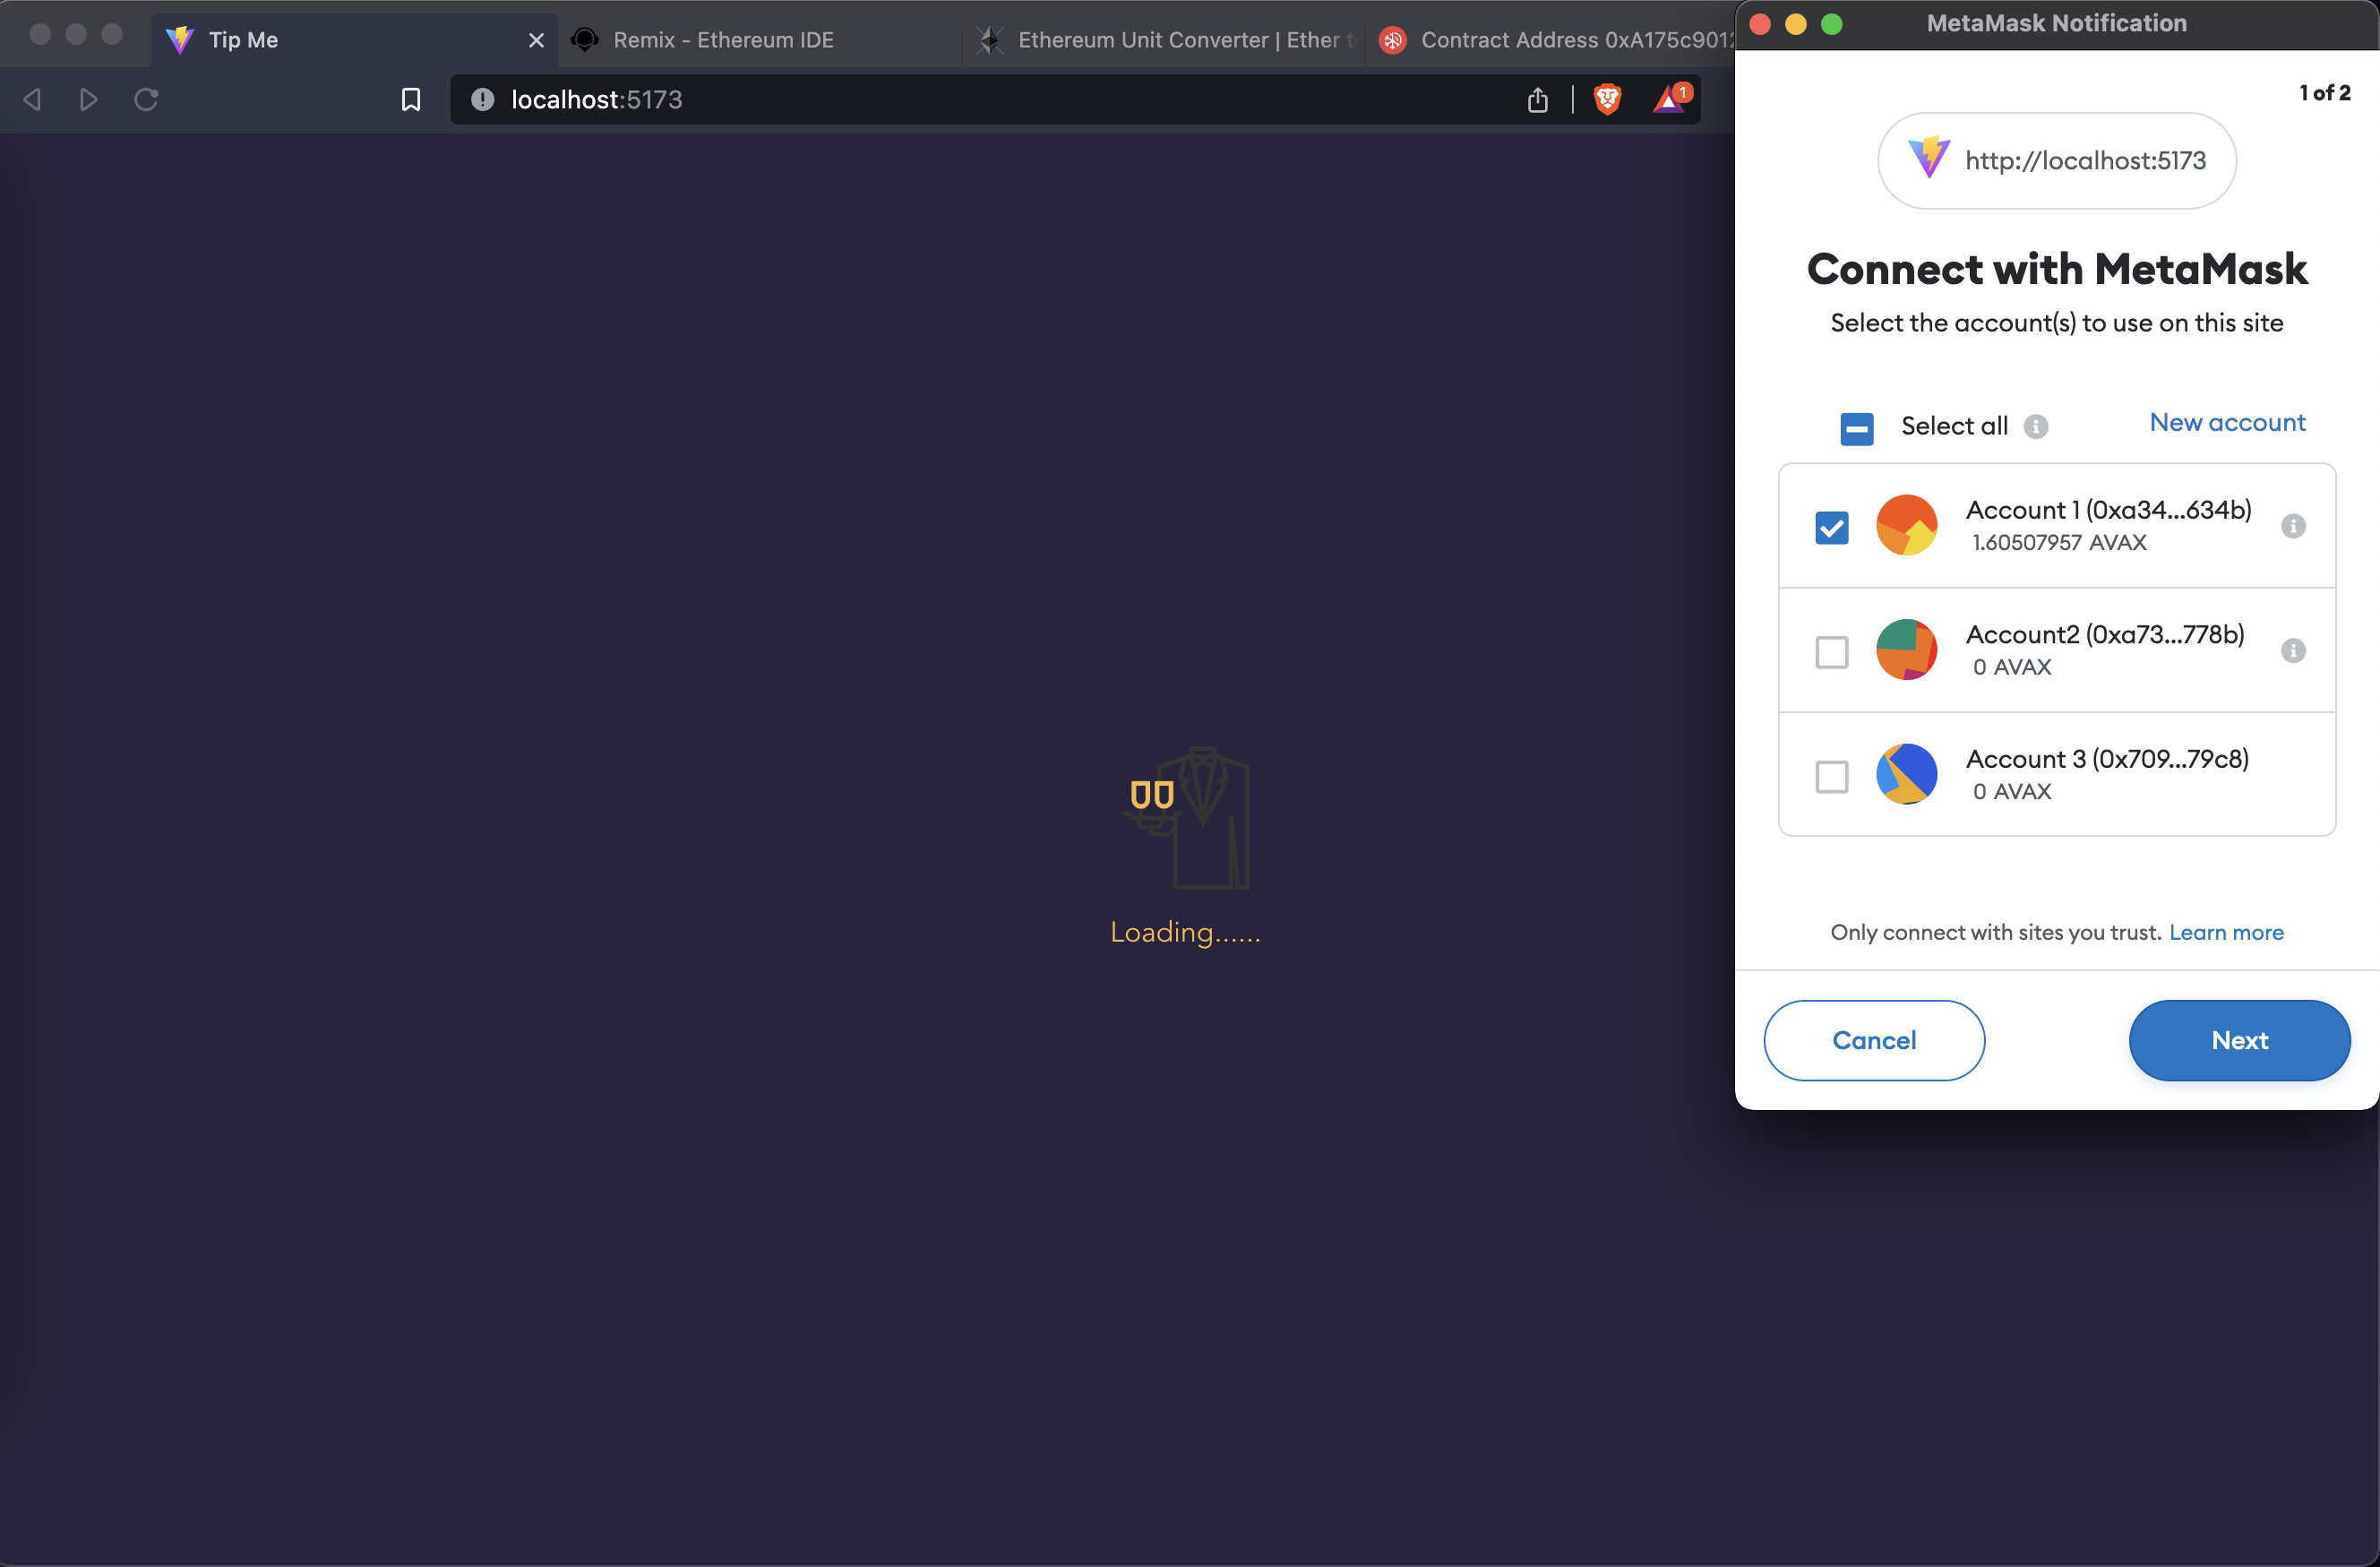 Tip Me
Remix - Ethereum IDE
Ethereum Unit Converter | Ether t
Contract Address 0xA175c9012
localhost:5173
1
Loading......
MetaMask Notification
1 of 2
http://localhost:5173
Connect with MetaMask
Select the account(s) to use on this site
Select all
New account
Account 1 (0xa34...634b)
1.60507957 AVAX
Account2 (0xa73...778b)
0 AVAX
Account 3 (0x709...79c8)
0 AVAX
Only connect with sites you trust. Learn more
Cancel
Next